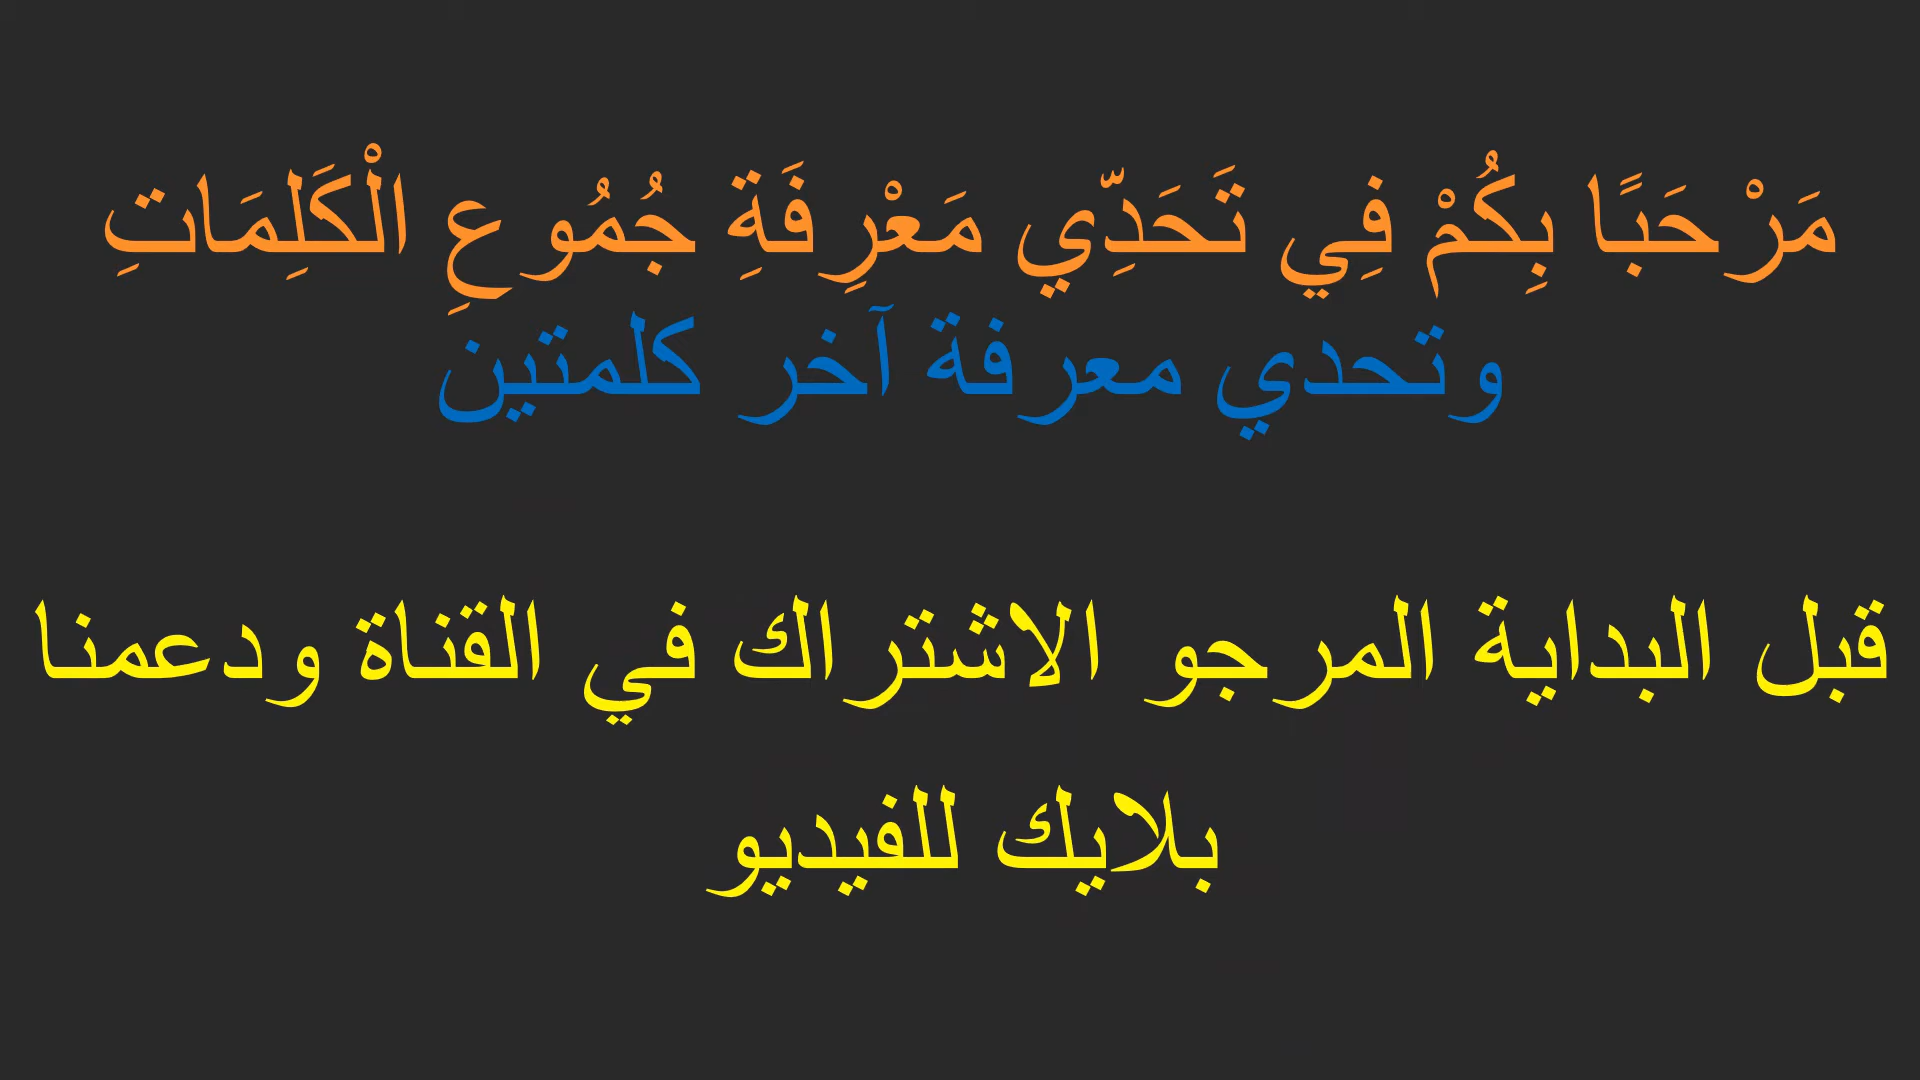 مَرْحَبًا بِكُمْ فِي تَحَدِّي مَعْرِفَةِ جُمُوعِ الْكَلِمَاتِ
وتحدي معرفة آخر كلمتين
قبل البداية المرجو الاشتراك في القناة ودعمنا
بلايك للفيديو